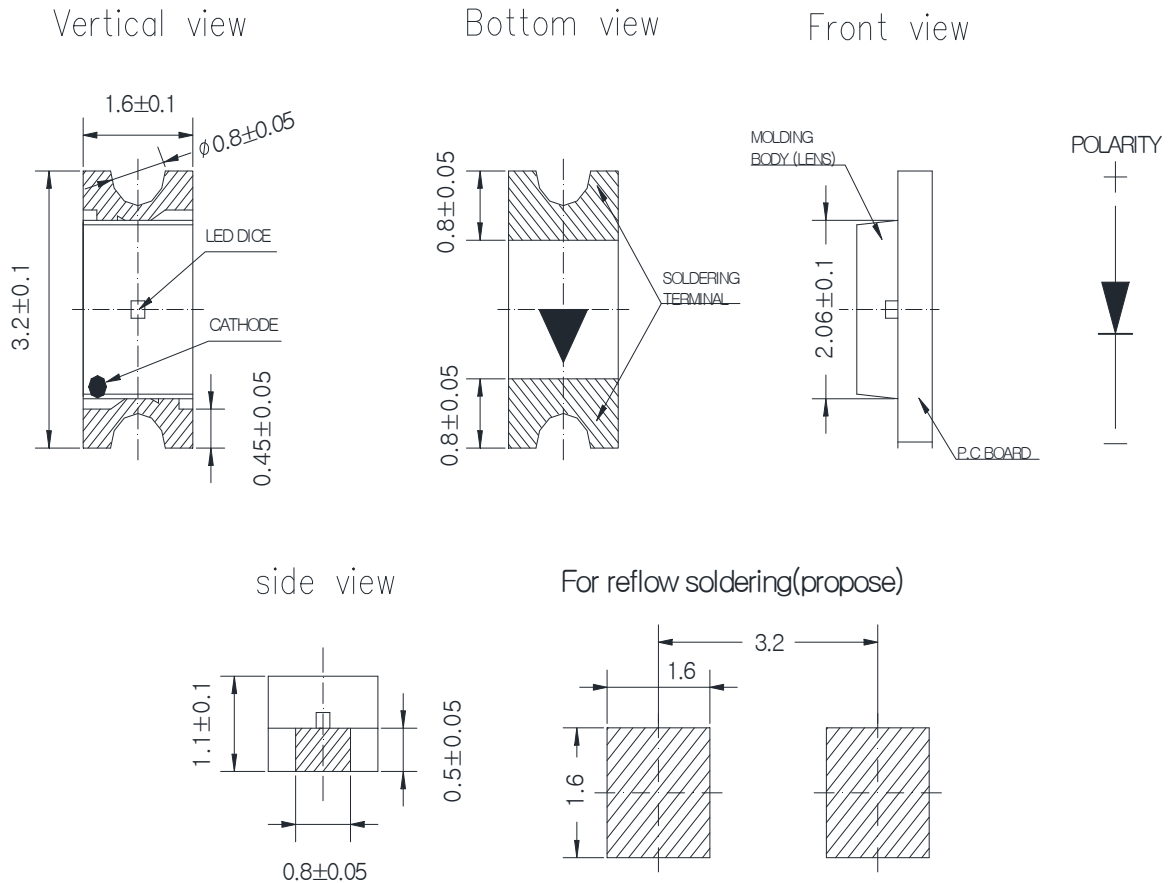 Vertical view
Bottom view
Front view
1.6±0.1
ϕ0.8±0.05
3.2±0.1
LED DICE
CATHODE
0.45±0.05
0.8±0.05
0.8±0.05
SOLDERING
TERMINAL
MOLDING
BODY (LENS)
2.06±0.1
P.C BOARD
POLARITY
+
−
side view
1.1±0.1
0.5±0.05
0.8±0.05
For reflow soldering(propose)
3.2
1.6
1.6